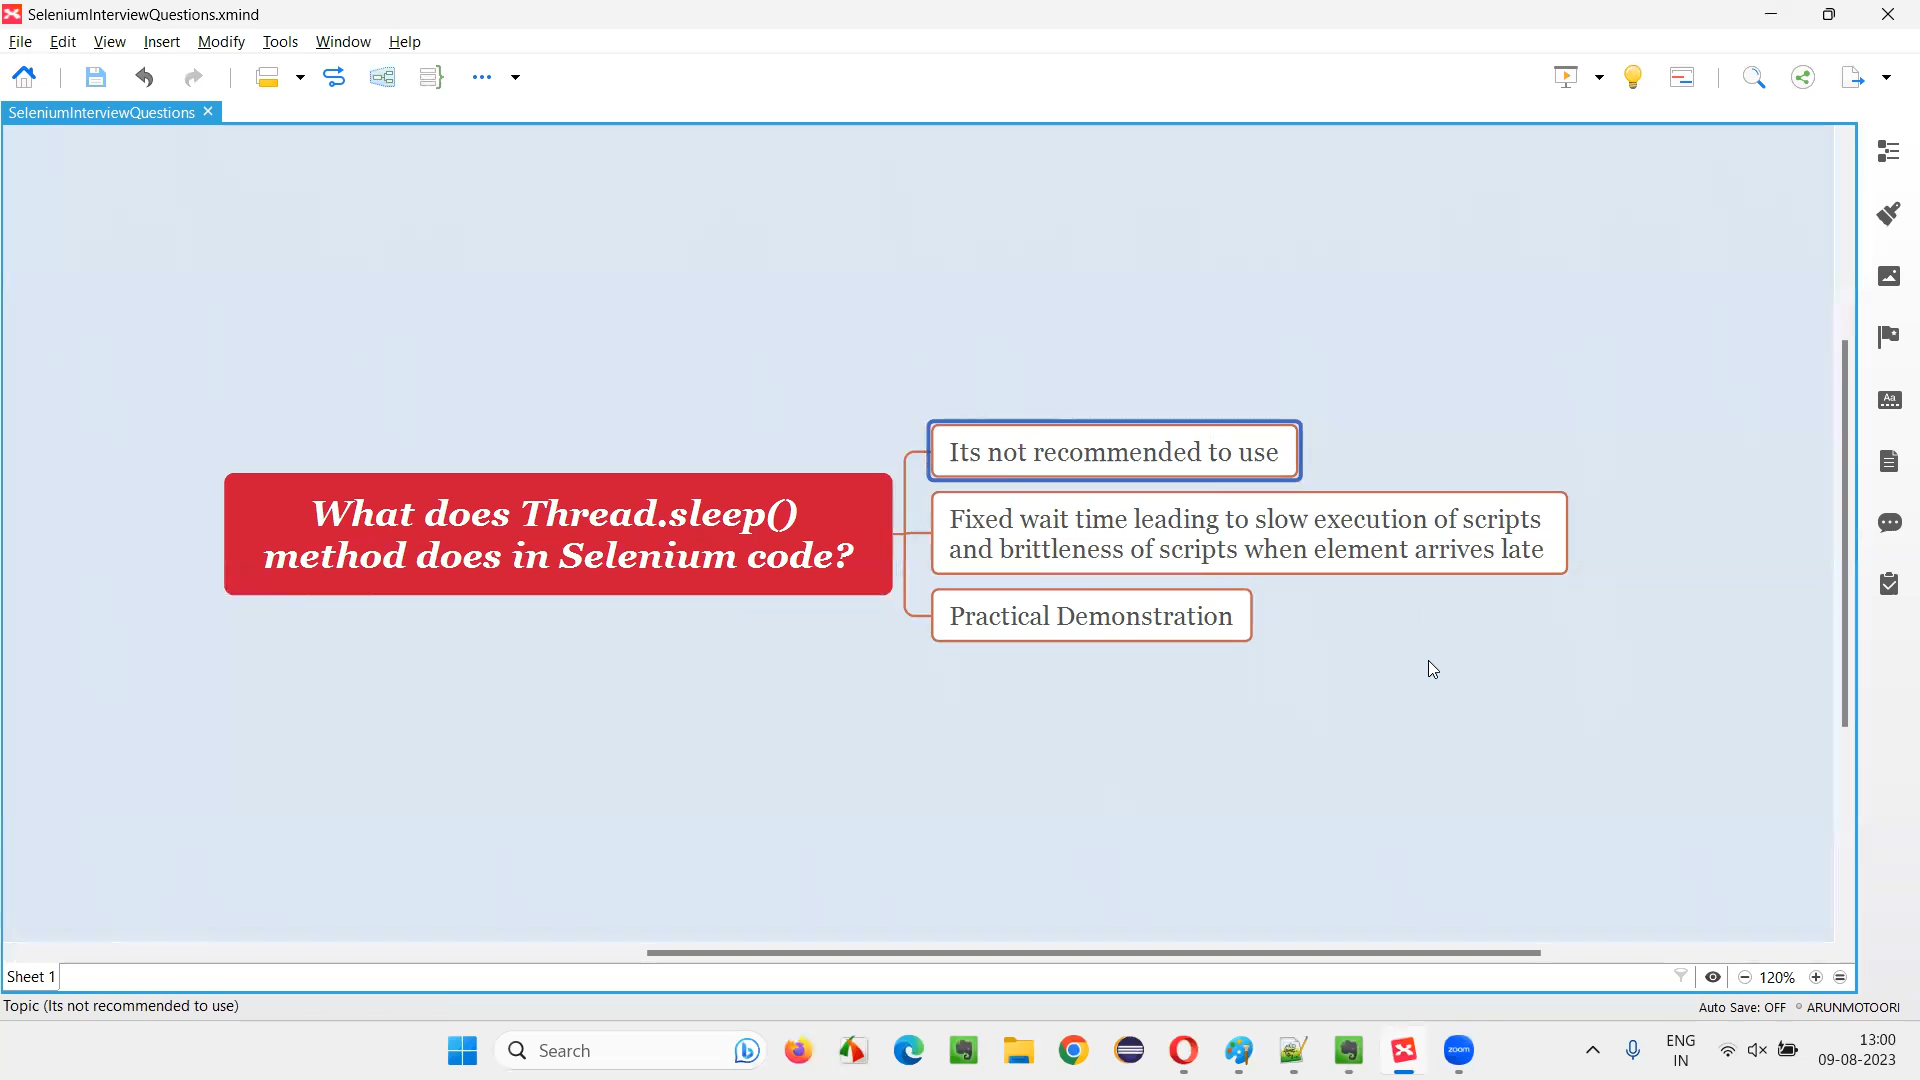 SeleniumInterviewQuestions.xmind
File Edit View Insert Modify Tools Window Help
SeleniumInterviewQuestions
What does Thread.sleep()
method does in Selenium code?
Its not recommended to use
Fixed wait time leading to slow execution of scripts
and brittleness of scripts when element arrives late
Practical Demonstration
Aa
Sheet 1
120%
Topic (Its not recommended to use)
Auto Save: OFF
ARUNMOTOORI
Search
zoom
ENG
IN
13:00
09-08-2023